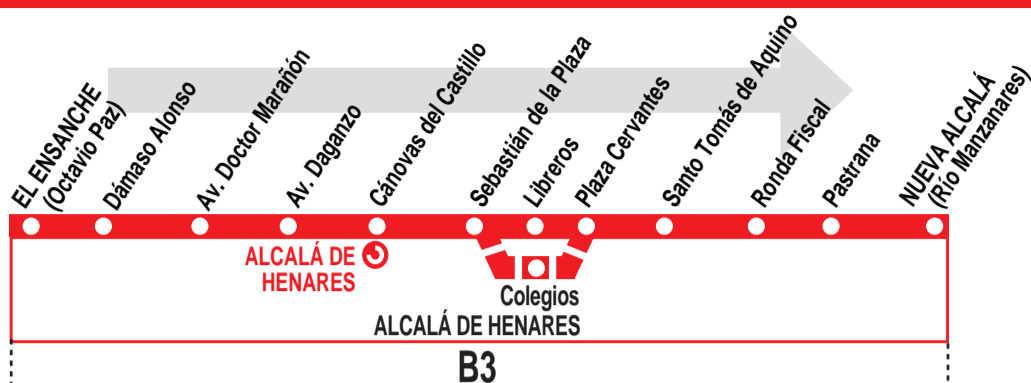 EL ENSANCHE
(Octavio Paz)
Dámaso Alonso
Av. Doctor Marañón
Av. Daganzo
Cánovas del Castillo
Sebastián de la Plaza
Libreros
Plaza Cervantes
Santo Tomás de Aquino
Ronda Fiscal
Pastrana
NUEVA ALCALÁ
(Río Manzanares)
ALCALÁ DE
HENARES
Colegios
ALCALÁ DE HENARES
B3